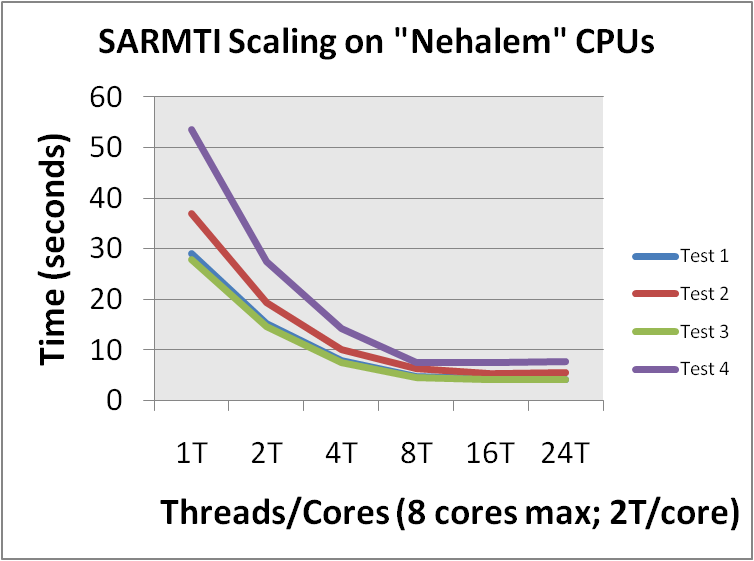 SARMTI Scaling on "Nehalem" CPUs
Time (seconds)
60
50
40
30
20
10
0
1T 2T 4T 8T 16T 24T
Threads/Cores (8 cores max; 2T/core)
Test 1
Test 2
Test 3
Test 4